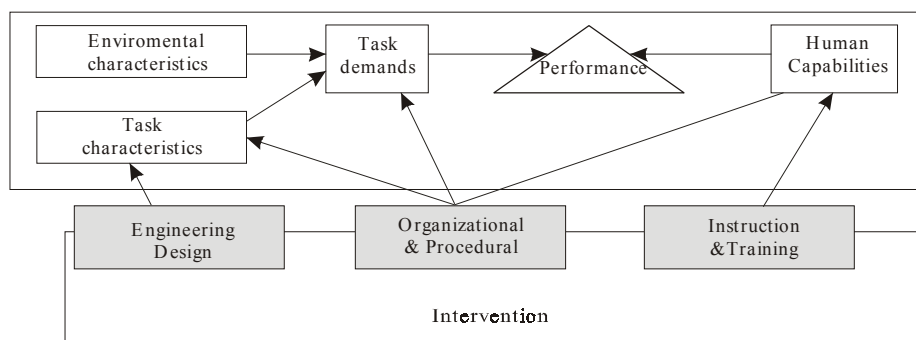 Enviromental
characteristics
Task
demands
Performance
Human
Capabilities
Task
characteristics
Engineering
Design
Organizational
& Procedural
Instruction
&Training
Intervention